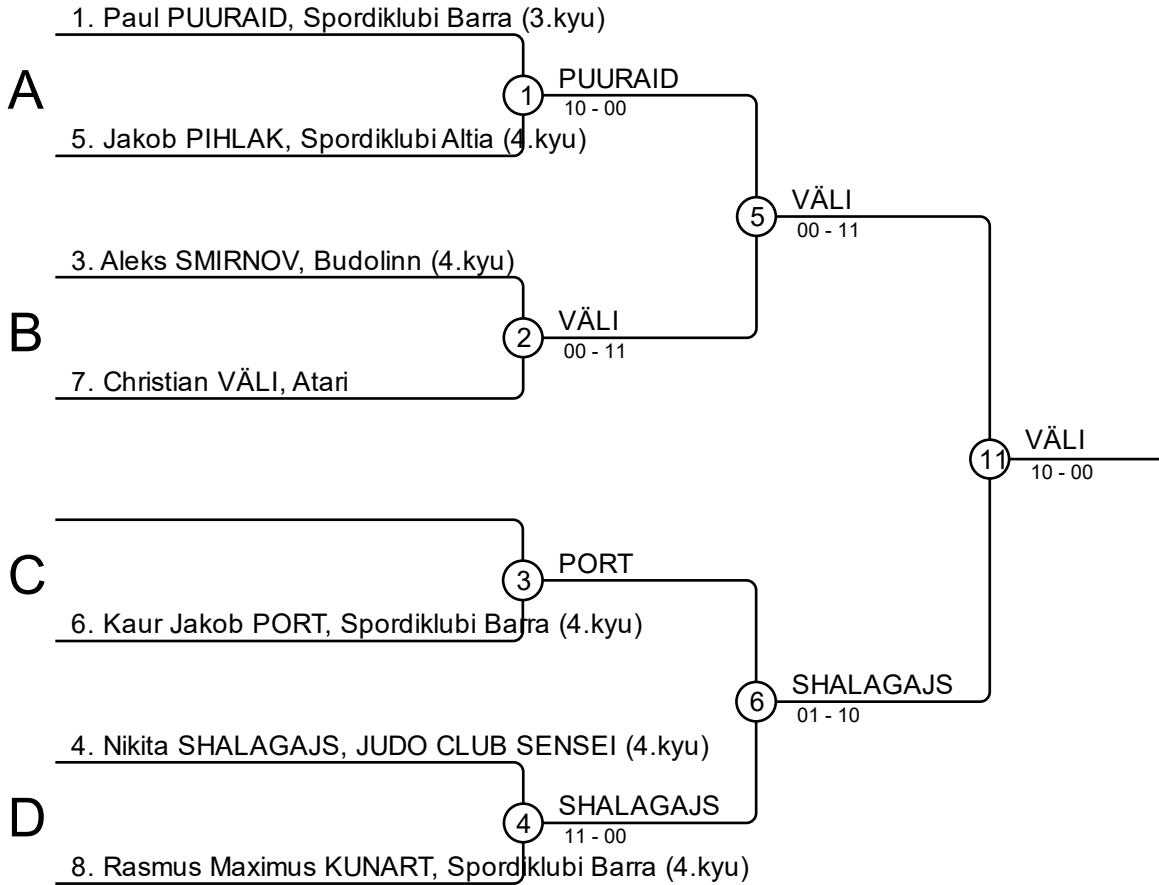 1. Paul PUURAID, Spordiklubi Barra (3.kyu)
A
1
PUURAID
10 - 00
5. Jakob PIHLAK, Spordiklubi Altia (4.kyu)
5
VÄLI
00 - 11
3. Aleks SMIRNOV, Budolinn (4.kyu)
B
2
VÄLI
00 - 11
7. Christian VÄLI, Atari
11
VÄLI
10 - 00
C
3
PORT
6. Kaur Jakob PORT, Spordiklubi Barra (4.kyu)
6
SHALAGAJS
01 - 10
4. Nikita SHALAGAJS, JUDO CLUB SENSEI (4.kyu)
D
4
SHALAGAJS
11 - 00
8. Rasmus Maximus KUNART, Spordiklubi Barra (4.kyu)